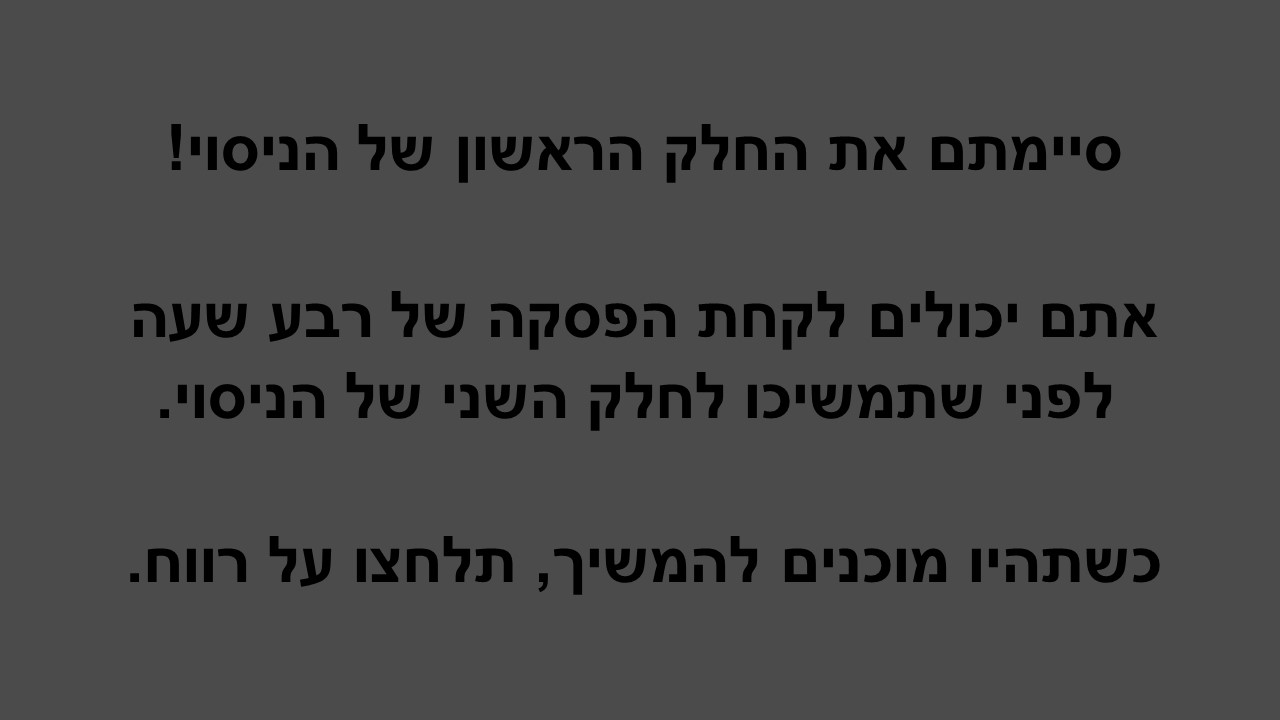 סיימתם את החלק הראשון של הניסוי!
אתם יכולים לקחת הפסקה של רבע שעה
לפני שתמשיכו לחלק השני של הניסוי.
כשתהיו מוכנים להמשיך, תלחצו על רווח.